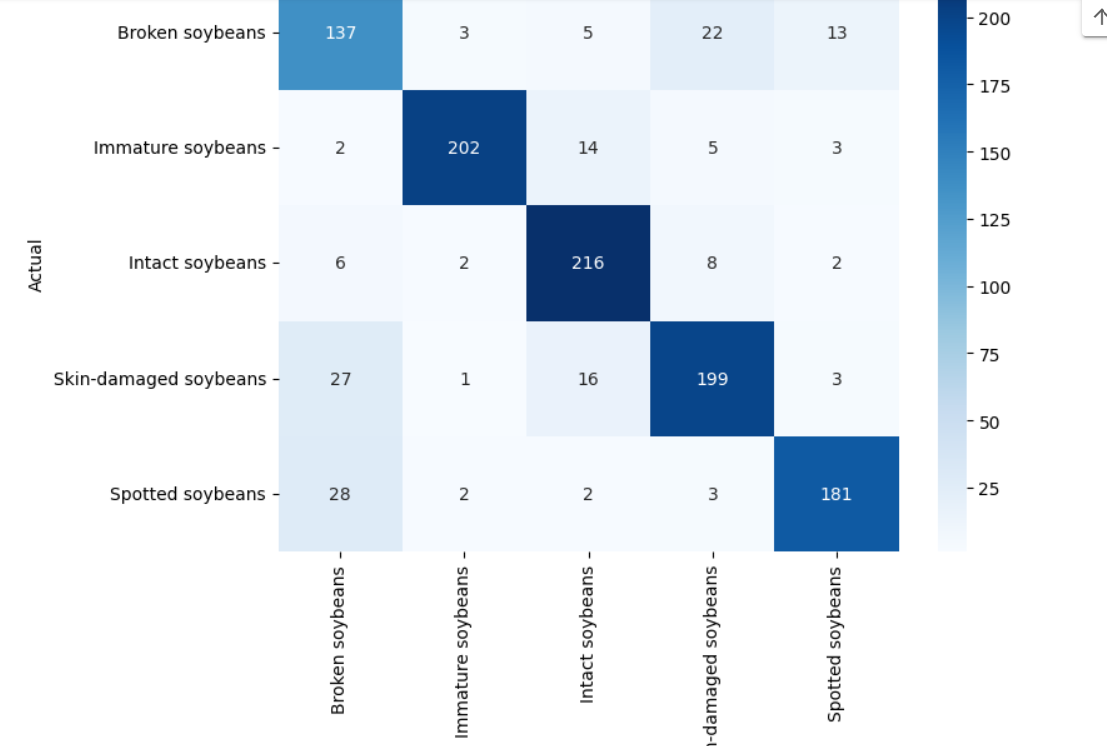 Broken soybeans 137 3 5 22 13
Immature soybeans 2 202 14 5 3
Intact soybeans 6 2 216 8 2
Skin-damaged soybeans 27 1 16 199 3
Spotted soybeans 28 2 2 3 181
Actual
Broken soybeans
Immature soybeans
Intact soybeans
n-damaged soybeans
Spotted soybeans
200
175
150
125
100
75
50
25